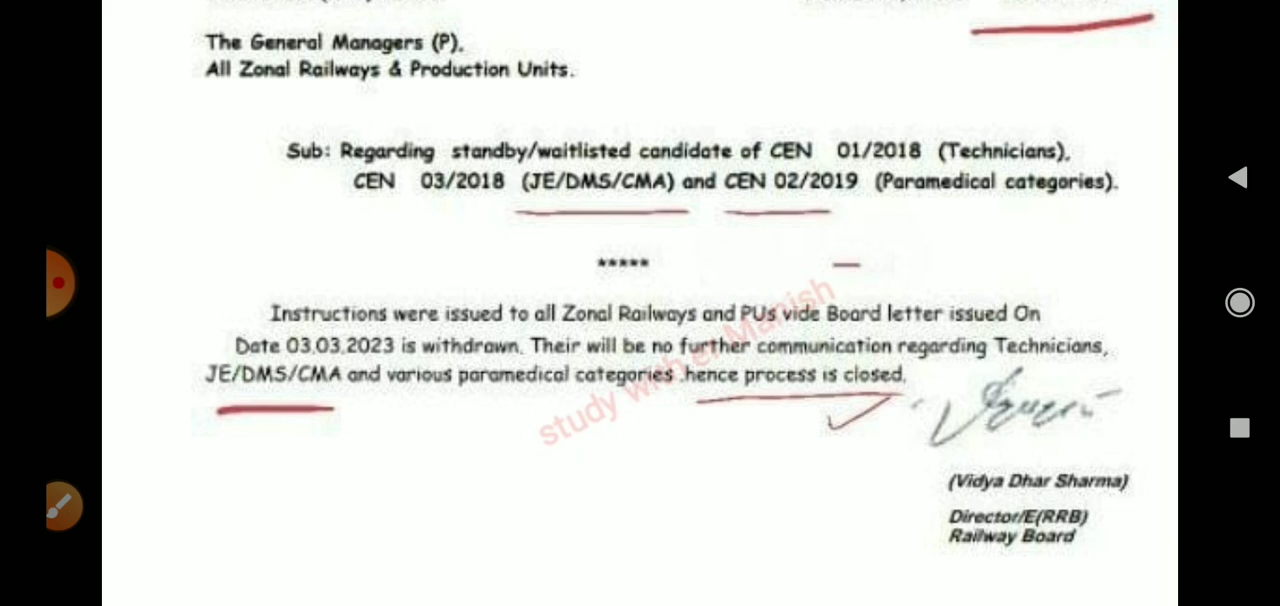 The General Managers (P),
All Zonal Railways & Production Units.
Sub: Regarding standby/waitlisted candidate of CEN 01/2018 (Technicians),
CEN 03/2018 (JE/DMS/CMA) and CEN 02/2019 (Paramedical categories).
*****
Instructions were issued to all Zonal Railways and PUs vide Board letter issued On
Date 03.03.2023 is withdrawn. Their will be no further communication regarding Technicians,
JE/DMS/CMA and various paramedical categories .hence process is closed.
study with er Manish
(Vidya Dhar Sharma)
Director/E(RRB)
Railway Board